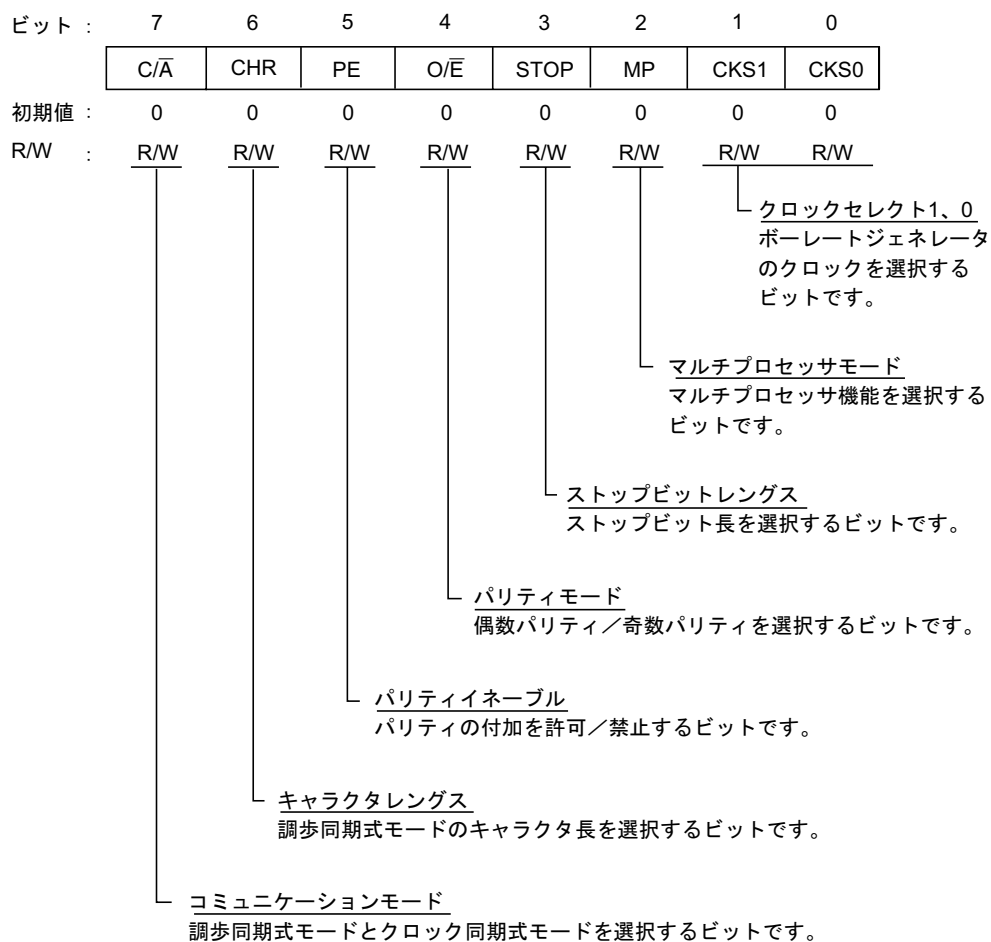 ビット : 7 6 5 4 3 2 1 0
C/A̅ CHR PE O/E̅ STOP MP CKS1 CKS0
初期値 : 0 0 0 0 0 0 0 0
R/W : R/W R/W R/W R/W R/W R/W R/W R/W
クロックセレクト1、0
ボーレートジェネレータ
のクロックを選択する
ビットです。
マルチプロセッサモード
マルチプロセッサ機能を選択する
ビットです。
ストップビットレングス
ストップビット長を選択するビットです。
パリティモード
偶数パリティ／奇数パリティを選択するビットです。
パリティイネーブル
パリティの付加を許可／禁止するビットです。
キャラクタレングス
調歩同期式モードのキャラクタ長を選択するビットです。
コミュニケーションモード
調歩同期式モードとクロック同期式モードを選択するビットです。